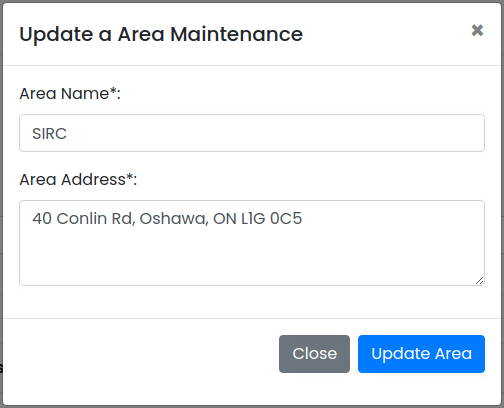 Update a Area Maintenance
×
Area Name*:
SIRC
Area Address*:
40 Conlin Rd, Oshawa, ON L1G 0C5
Close
Update Area